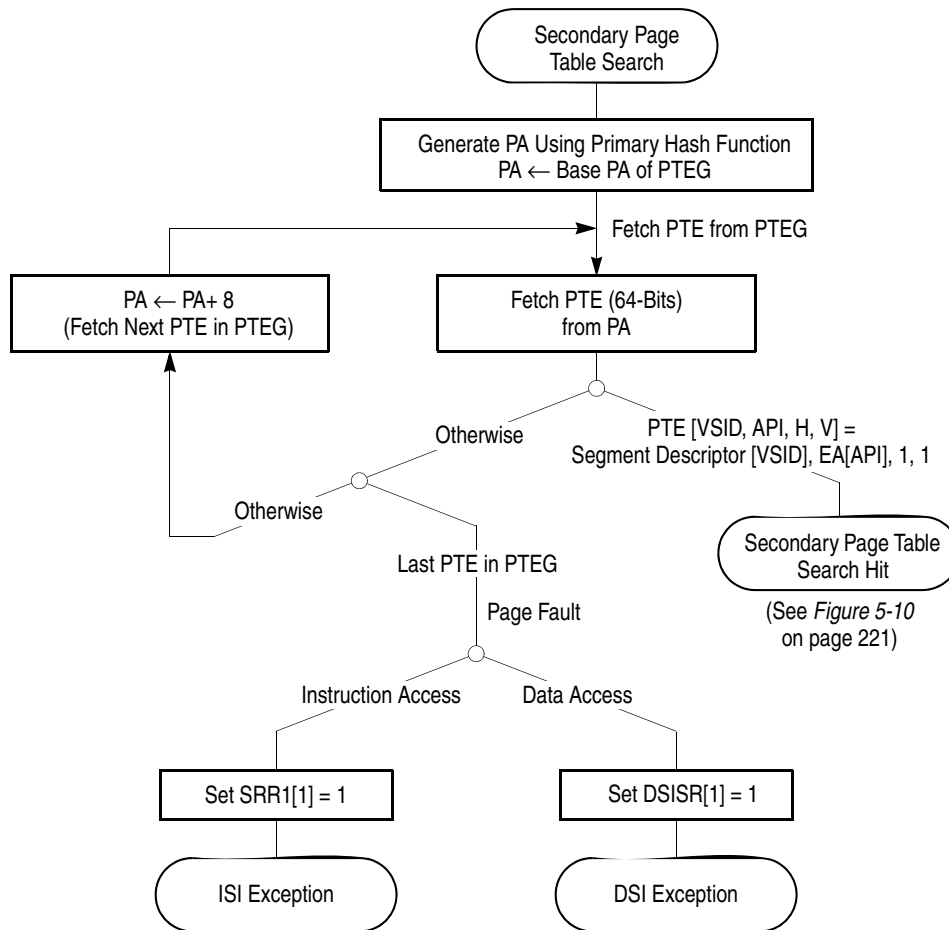 Secondary Page
Table Search
Generate PA Using Primary Hash Function
PA ← Base PA of PTEG
Fetch PTE from PTEG
PA ← PA+ 8
(Fetch Next PTE in PTEG)
Fetch PTE (64-Bits)
from PA
Otherwise
PTE [VSID, API, H, V] =
Segment Descriptor [VSID], EA[API], 1, 1
Otherwise
Last PTE in PTEG
Secondary Page Table
Search Hit
(See Figure 5-10
on page 221)
Page Fault
Instruction Access
Data Access
Set SRR1[1] = 1
Set DSISR[1] = 1
ISI Exception
DSI Exception